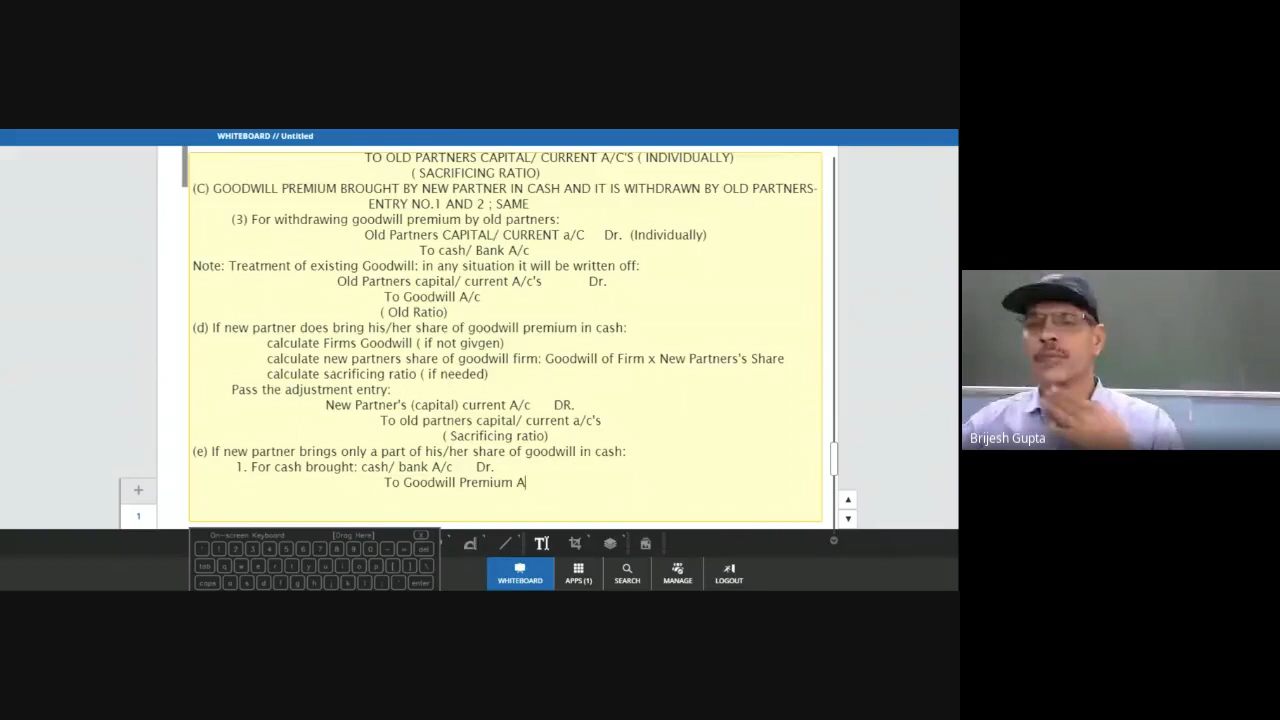 WHITEBOARD // Untitled
TO OLD PARTNERS CAPITAL/ CURRENT A/C'S ( INDIVIDUALLY)
( SACRIFICING RATIO)
(C) GOODWILL PREMIUM BROUGHT BY NEW PARTNER IN CASH AND IT IS WITHDRAWN BY OLD PARTNERS-
ENTRY NO.1 AND 2 ; SAME
(3) For withdrawing goodwill premium by old partners:
Old Partners CAPITAL/ CURRENT a/C Dr. (Individually)
To cash/ Bank A/c
Note: Treatment of existing Goodwill: in any situation it will be written off:
Old Partners capital/ current A/c's Dr.
To Goodwill A/c
( Old Ratio)
(d) If new partner does bring his/her share of goodwill premium in cash:
calculate Firms Goodwill ( if not givgen)
calculate new partners share of goodwill firm: Goodwill of Firm x New Partners's Share
calculate sacrificing ratio ( if needed)
Pass the adjustment entry:
New Partner's (capital) current A/c DR.
To old partners capital/ current a/c's
( Sacrificing ratio)
(e) If new partner brings only a part of his/her share of goodwill in cash:
1. For cash brought: cash/ bank A/c Dr.
To Goodwill Premium A
1
On-screen Keyboard [Drag Here]
WHITEBOARD APPS (1) SEARCH MANAGE LOGOUT
Brijesh Gupta